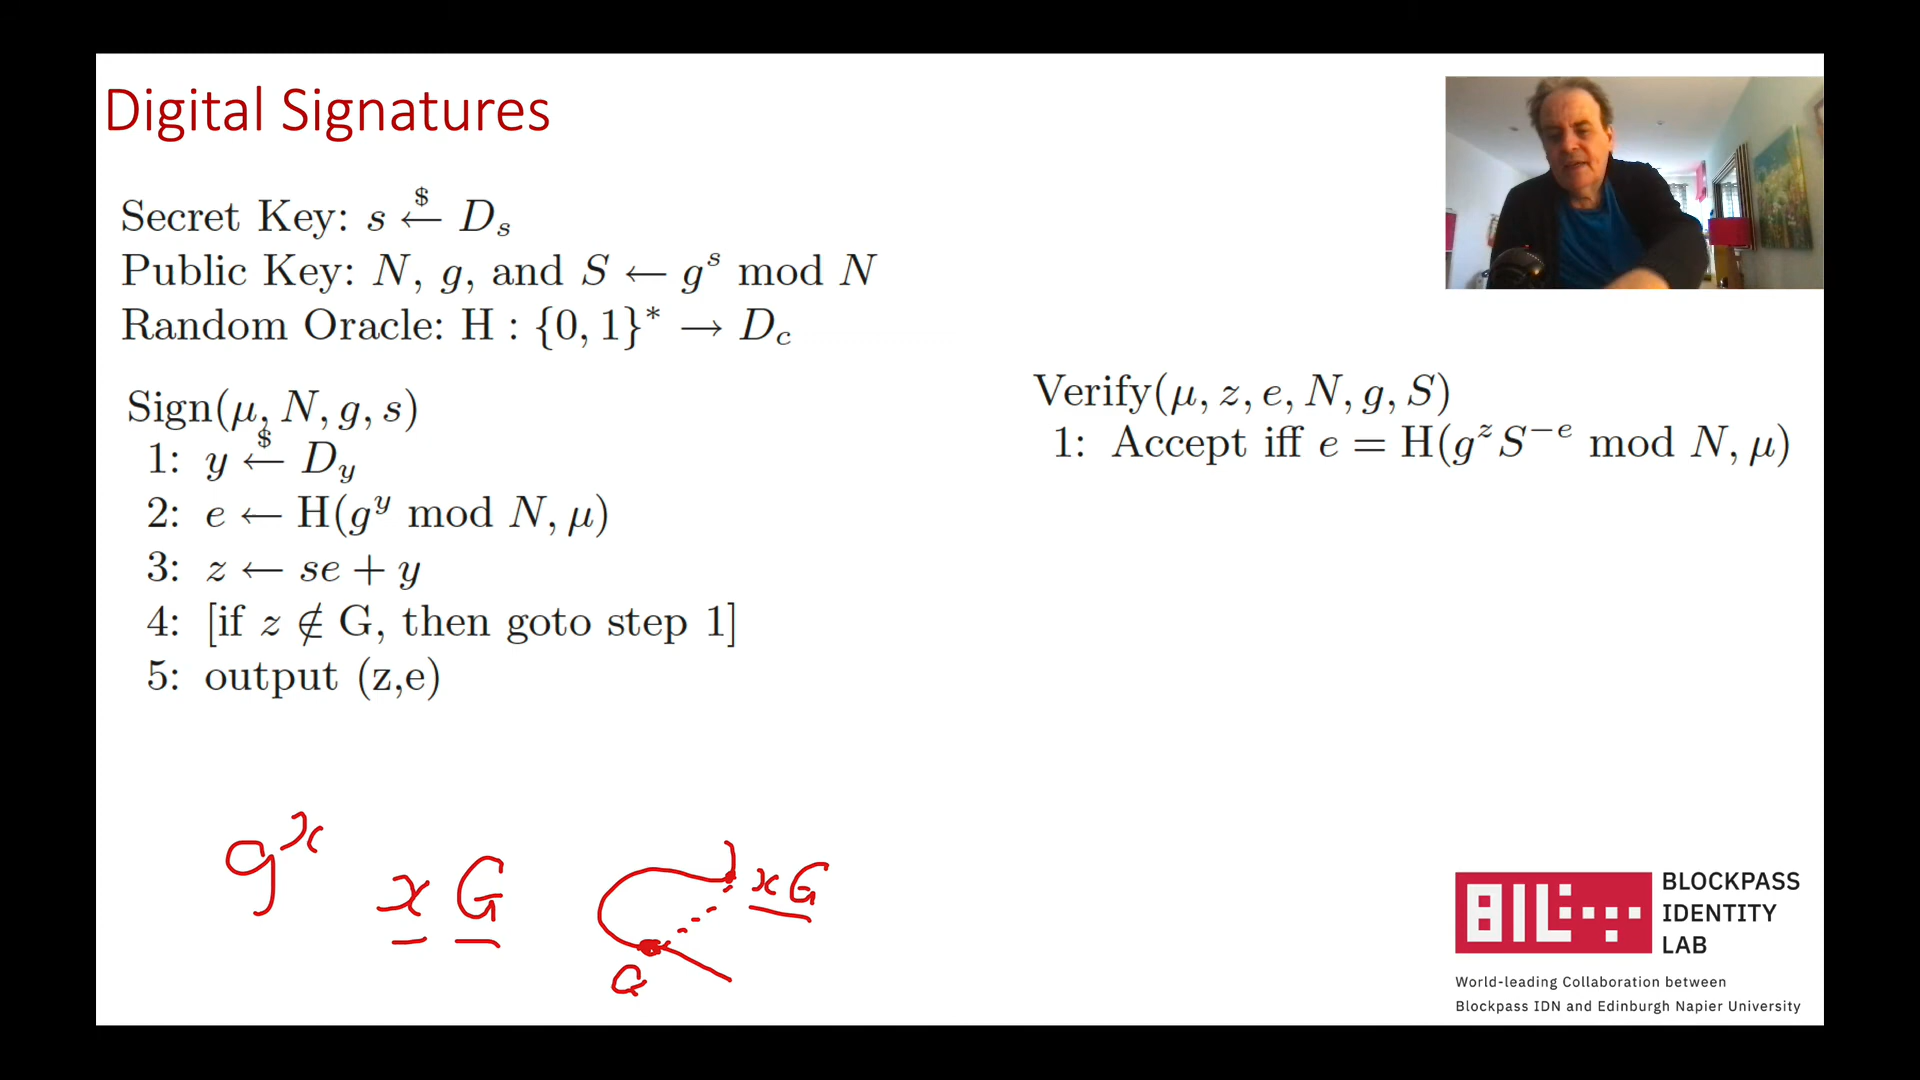 Digital Signatures
Secret Key: s $← D_s
Public Key: N, g, and S ← g^s mod N
Random Oracle: H : {0, 1}* → D_c
Sign(μ, N, g, s)
1: y $← D_y
2: e ← H(g^y mod N, μ)
3: z ← se + y
4: [if z ∉ G, then goto step 1]
5: output (z,e)
Verify(μ, z, e, N, g, S)
1: Accept iff e = H(g^z S^−e mod N, μ)
g^x
x G
x G
G
BLOCKPASS
IDENTITY
LAB
World-leading Collaboration between
Blockpass IDN and Edinburgh Napier University